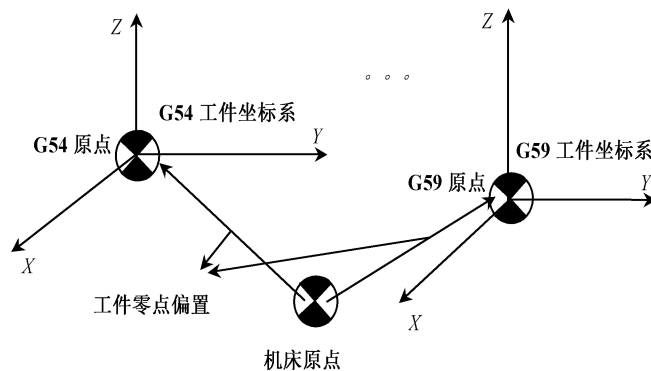 Z
G54 工件坐标系
G54 原点
Y
X
。。。
Z
G59 工件坐标系
G59 原点
Y
X
工件零点偏置
机床原点